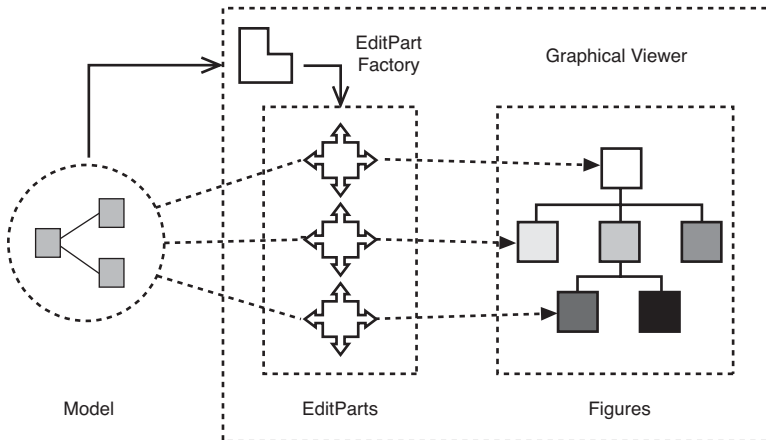 EditPart
Factory
Graphical Viewer
Model
EditParts
Figures